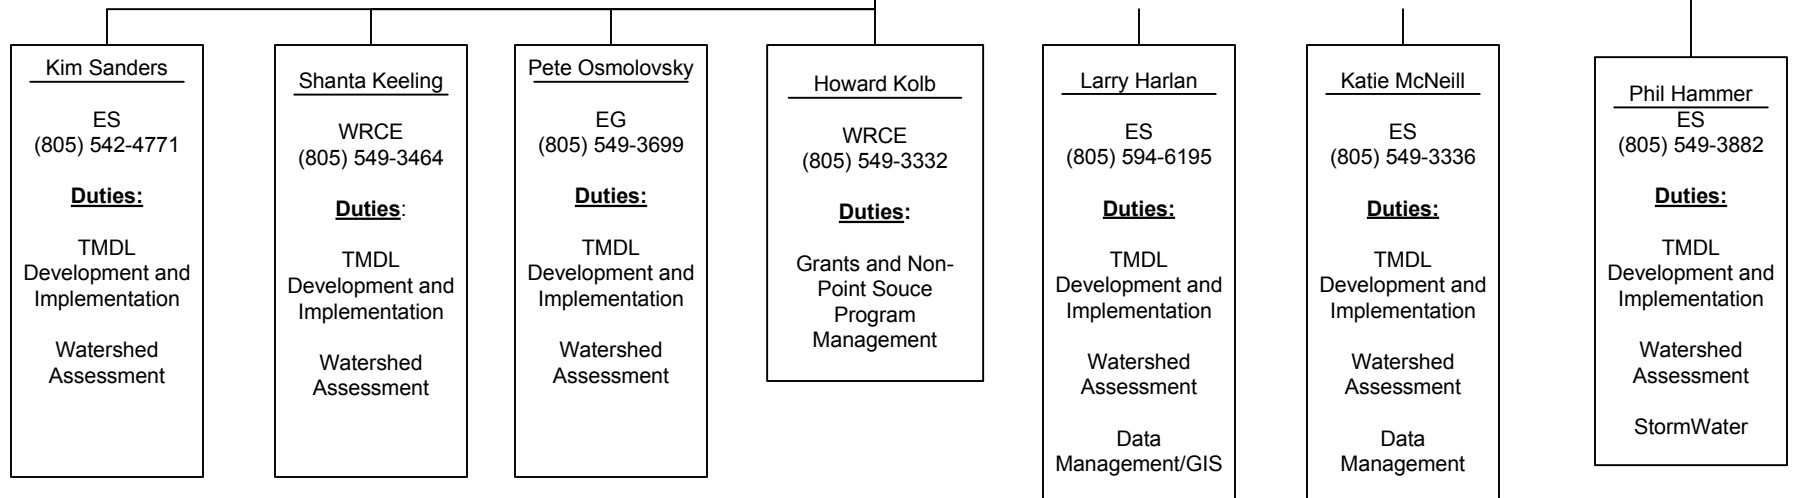 Kim Sanders
ES
(805) 542-4771
Duties:
TMDL
Development and
Implementation
Watershed
Assessment
Shanta Keeling
WRCE
(805) 549-3464
Duties:
TMDL
Development and
Implementation
Watershed
Assessment
Pete Osmolovsky
EG
(805) 549-3699
Duties:
TMDL
Development and
Implementation
Watershed
Assessment
Howard Kolb
WRCE
(805) 549-3332
Duties:
Grants and Non-
Point Souce
Program
Management
Larry Harlan
ES
(805) 594-6195
Duties:
TMDL
Development and
Implementation
Watershed
Assessment
Data
Management/GIS
Katie McNeill
ES
(805) 549-3336
Duties:
TMDL
Development and
Implementation
Watershed
Assessment
Data
Management
Phil Hammer
ES
(805) 549-3882
Duties:
TMDL
Development and
Implementation
Watershed
Assessment
StormWater